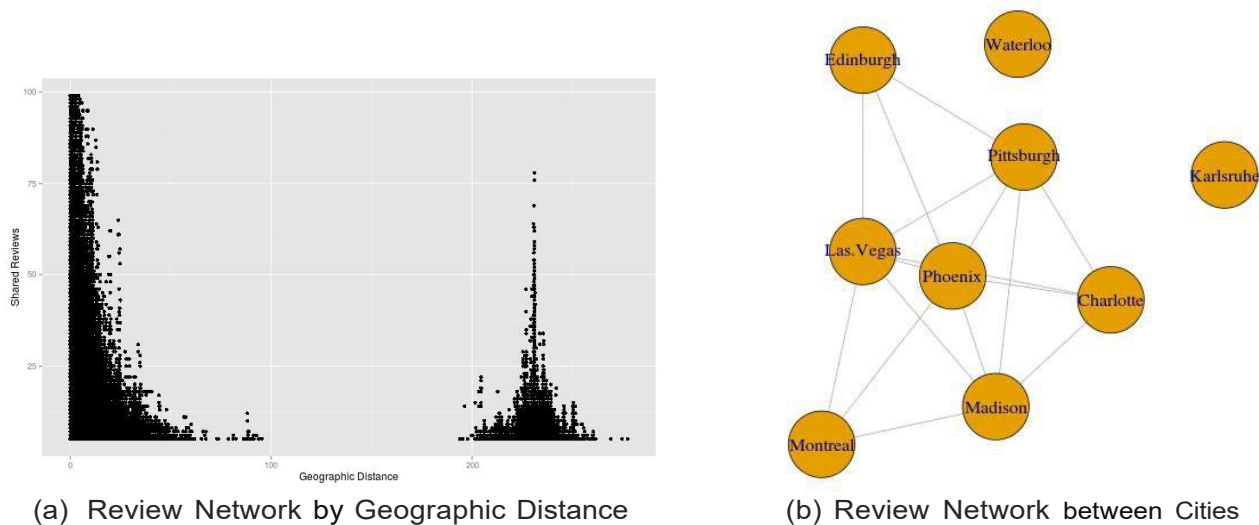 100
75
50
25
Shared Reviews
0 100 200
Geographic Distance
(a) Review Network by Geographic Distance
Waterloo
Edinburgh
Pittsburgh
Karlsruhe
Las.Vegas
Phoenix
Charlotte
Madison
Montreal
(b) Review Network between Cities